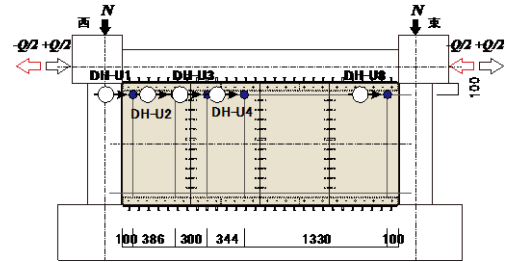 N
N
西
東
-Q/2 +Q/2
-Q/2 +Q/2
DH-U1
DH-U3
DH-U8
DH-U2
DH-U4
100
100 386 300 344 1330 100